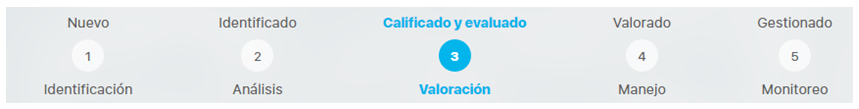 Nuevo Identificado Calificado y evaluado Valorado Gestionado
1 2 3 4 5
Identificación Análisis Valoración Manejo Monitoreo